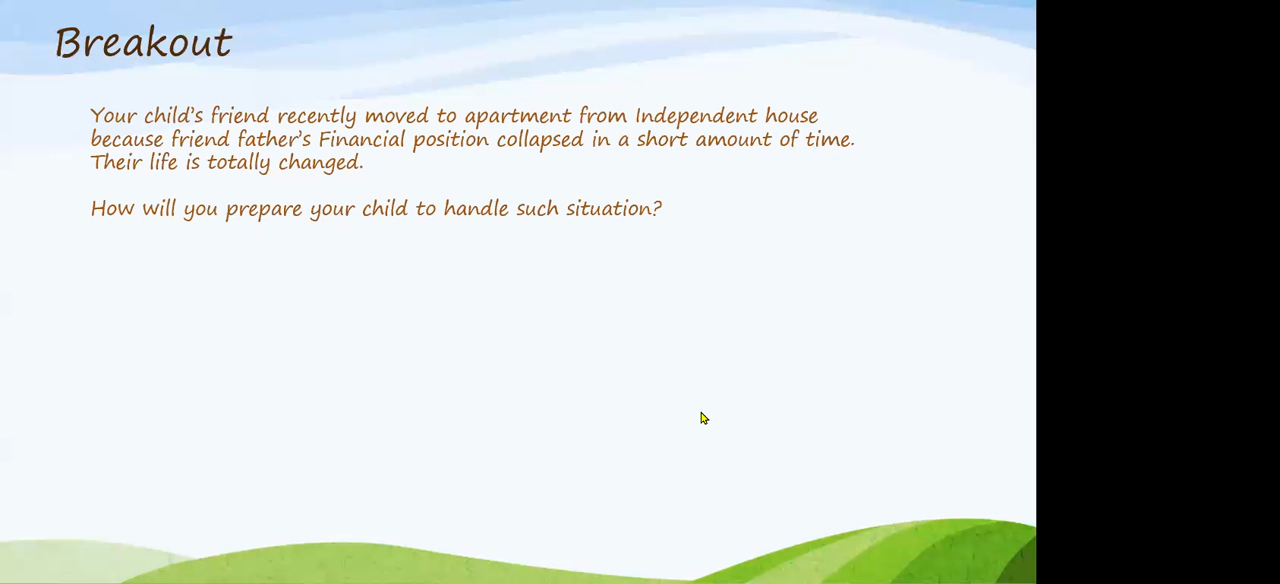 Breakout
Your child's friend recently moved to apartment from Independent house
because friend father's Financial position collapsed in a short amount of time.
Their life is totally changed.
How will you prepare your child to handle such situation?